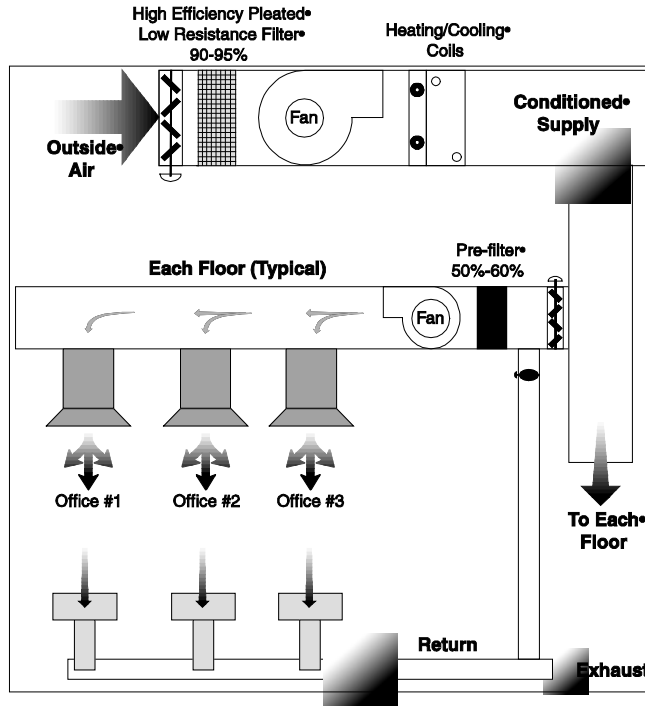 High Efficiency Pleated•
Low Resistance Filter•
90-95%
Heating/Cooling•
Coils
Fan
Conditioned•
Supply
Outside•
Air
Each Floor (Typical)
Pre-filter•
50%-60%
Fan
Office #1
Office #2
Office #3
To Each•
Floor
Return
Exhaust